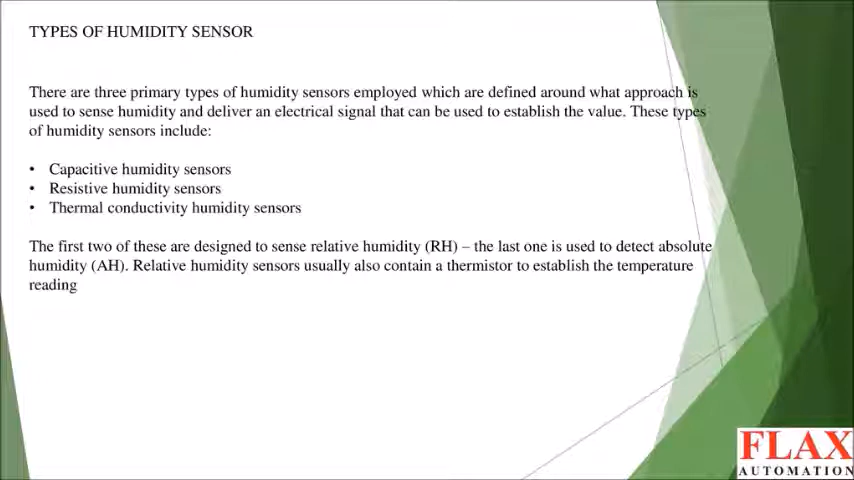 TYPES OF HUMIDITY SENSOR
There are three primary types of humidity sensors employed which are defined around what approach is
used to sense humidity and deliver an electrical signal that can be used to establish the value. These types
of humidity sensors include:
• Capacitive humidity sensors
• Resistive humidity sensors
• Thermal conductivity humidity sensors
The first two of these are designed to sense relative humidity (RH) – the last one is used to detect absolute
humidity (AH). Relative humidity sensors usually also contain a thermistor to establish the temperature
reading
FLAX
AUTOMATION